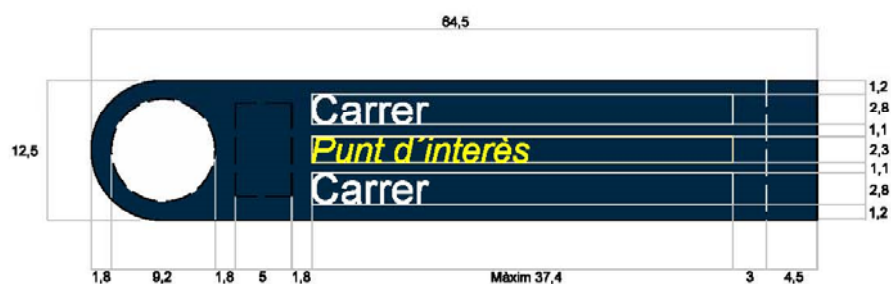 64,5
12,5
Carrer
Punt d´interès
Carrer
1,2
2,8
1,1
2,3
1,1
2,8
1,2
1,8 9,2 1,8 5 1,8 Màxim 37,4 3 4,5